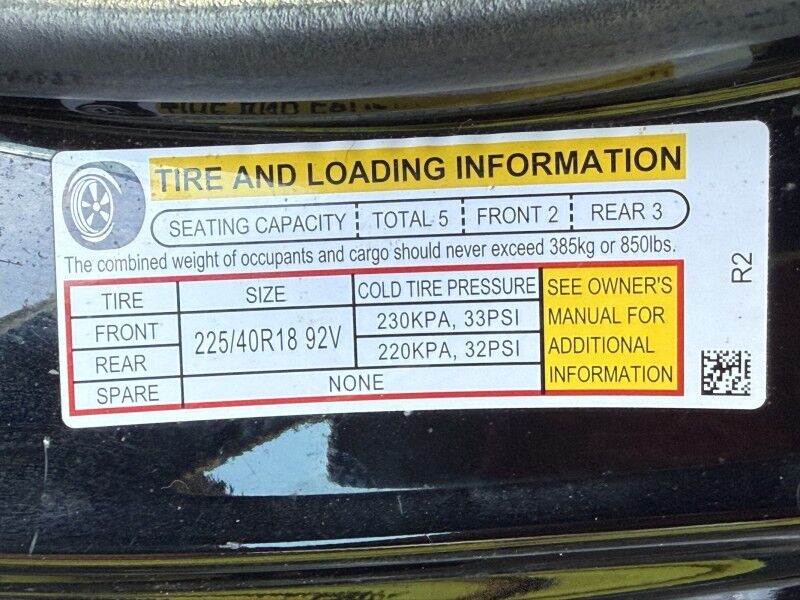 TIRE AND LOADING INFORMATION
SEATING CAPACITY TOTAL 5 FRONT 2 REAR 3
The combined weight of occupants and cargo should never exceed 385kg or 850lbs.
TIRE SIZE COLD TIRE PRESSURE
FRONT 225/40R18 92V 230KPA, 33PSI
REAR 220KPA, 32PSI
SPARE NONE
SEE OWNER'S
MANUAL FOR
ADDITIONAL
INFORMATION
R2